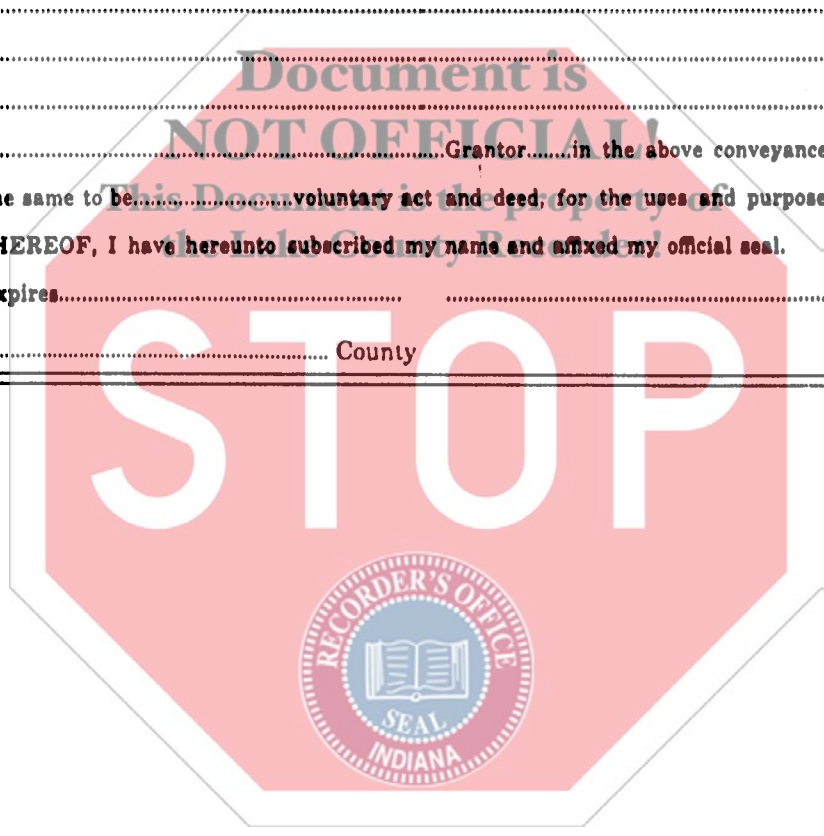 Document is
NOT OFFICIAL!
Grantor.......in the above conveyance
e same to be........................voluntary act and deed, for the uses and purpose
This Document is the property of
HEREOF, I have hereunto subscribed my name and affixed my official seal.
the Lake County Recorder!
xpires
County
STOP
RECORDER'S OFFICE
SEAL
INDIANA